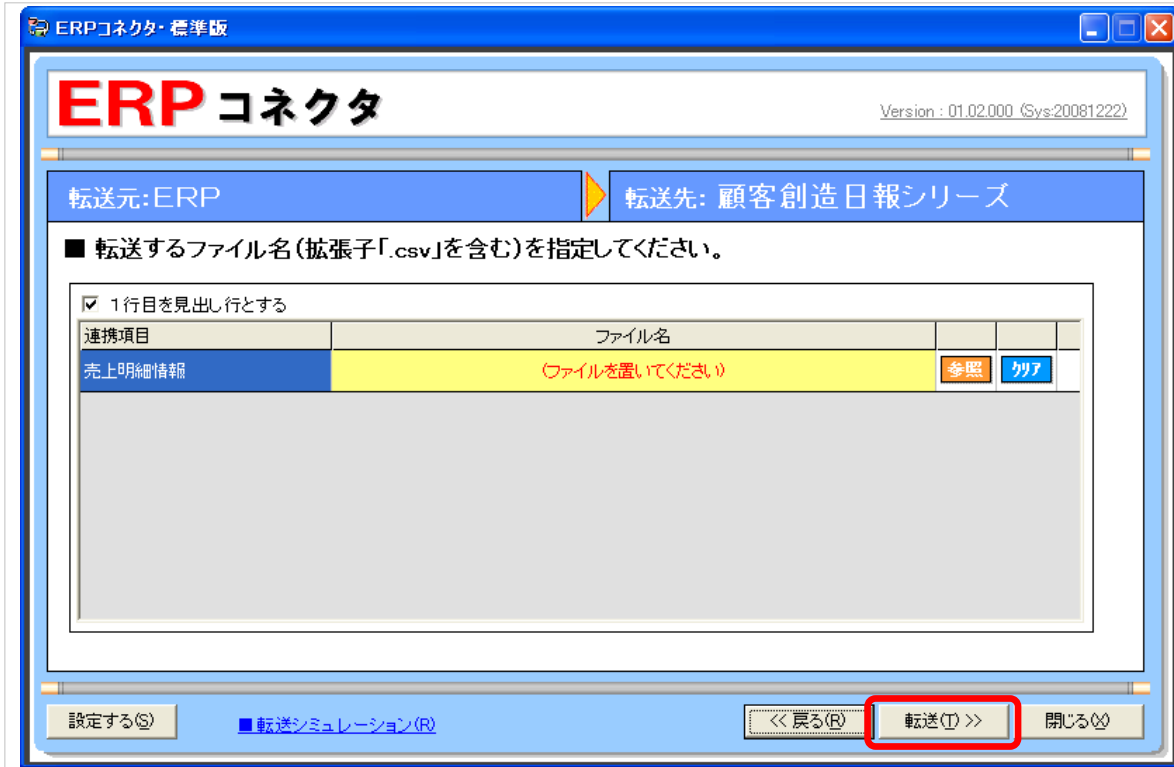 ERPコネクタ・標準版
ERP コネクタ
Version : 01.02.000 (Sys:20081222)
転送元:ERP
転送先: 顧客創造日報シリーズ
■ 転送するファイル名(拡張子「.csv」を含む)を指定してください。
1行目を見出し行とする
連携項目 ファイル名
売上明細情報 (ファイルを置いてください) 参照 クリア
設定する(S) ■転送シミュレーション(R) << 戻る(R) 転送(T) >> 閉じる(X)